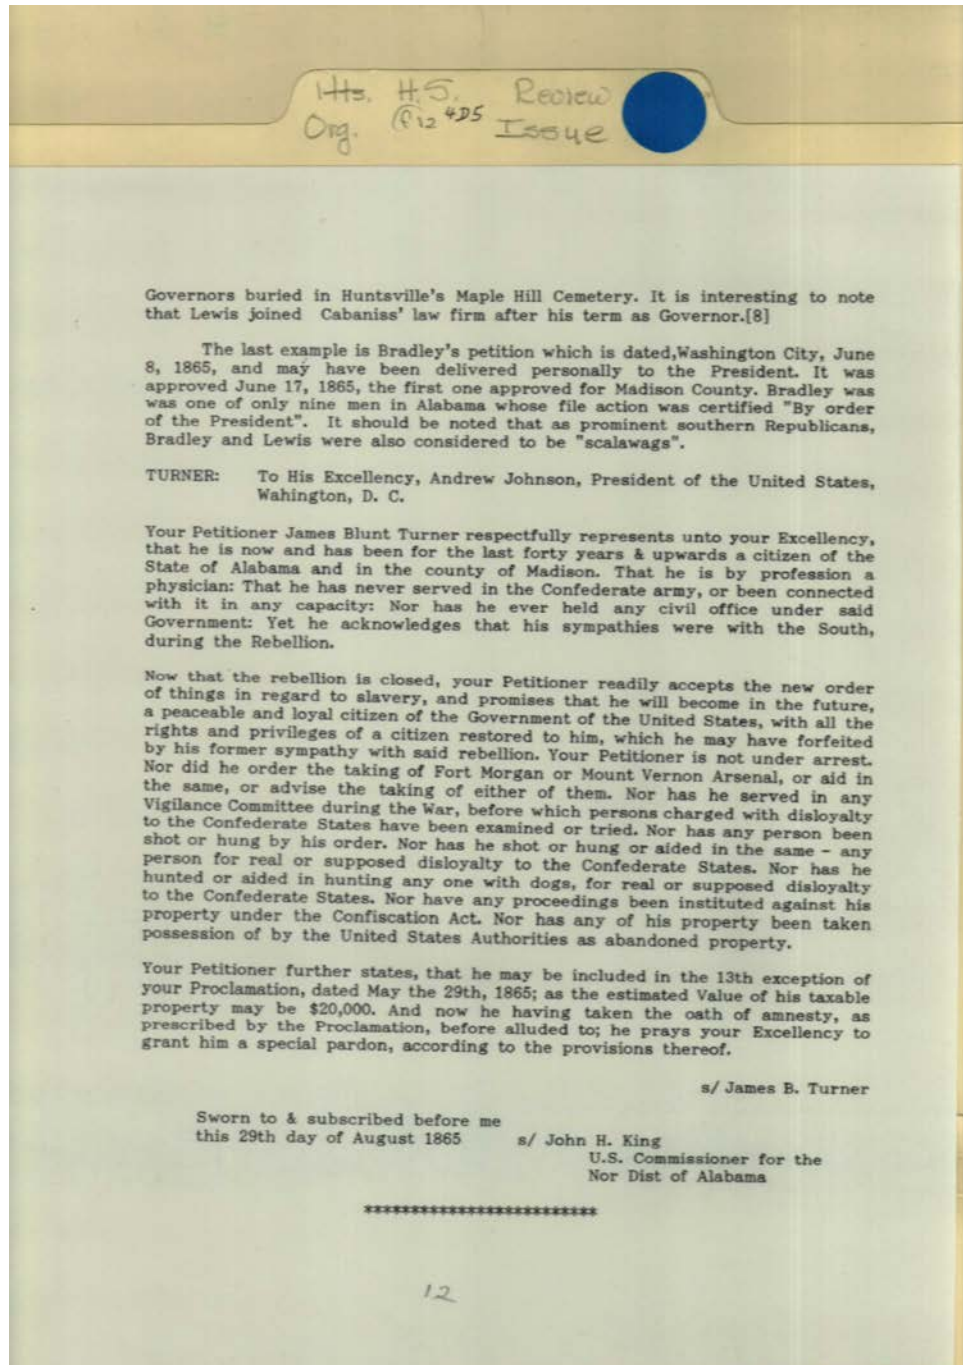 Hts. H.S. Review
Org. p12 4D5 Issue
Governors buried in Huntsville's Maple Hill Cemetery. It is interesting to note
that Lewis joined Cabaniss' law firm after his term as Governor.[8]
The last example is Bradley's petition which is dated,Washington City, June
8, 1865, and may have been delivered personally to the President. It was
approved June 17, 1865, the first one approved for Madison County. Bradley was
was one of only nine men in Alabama whose file action was certified "By order
of the President". It should be noted that as prominent southern Republicans,
Bradley and Lewis were also considered to be "scalawags".
TURNER: To His Excellency, Andrew Johnson, President of the United States,
Wahington, D. C.
Your Petitioner James Blunt Turner respectfully represents unto your Excellency,
that he is now and has been for the last forty years & upwards a citizen of the
State of Alabama and in the county of Madison. That he is by profession a
physician: That he has never served in the Confederate army, or been connected
with it in any capacity: Nor has he ever held any civil office under said
Government: Yet he acknowledges that his sympathies were with the South,
during the Rebellion.
Now that the rebellion is closed, your Petitioner readily accepts the new order
of things in regard to slavery, and promises that he will become in the future,
a peaceable and loyal citizen of the Government of the United States, with all the
rights and privileges of a citizen restored to him, which he may have forfeited
by his former sympathy with said rebellion. Your Petitioner is not under arrest.
Nor did he order the taking of Fort Morgan or Mount Vernon Arsenal, or aid in
the same, or advise the taking of either of them. Nor has he served in any
Vigilance Committee during the War, before which persons charged with disloyalty
to the Confederate States have been examined or tried. Nor has any person been
shot or hung by his order. Nor has he shot or hung or aided in the same - any
person for real or supposed disloyalty to the Confederate States. Nor has he
hunted or aided in hunting any one with dogs, for real or supposed disloyalty
to the Confederate States. Nor have any proceedings been instituted against his
property under the Confiscation Act. Nor has any of his property been taken
possession of by the United States Authorities as abandoned property.
Your Petitioner further states, that he may be included in the 13th exception of
your Proclamation, dated May the 29th, 1865; as the estimated Value of his taxable
property may be $20,000. And now he having taken the oath of amnesty, as
prescribed by the Proclamation, before alluded to; he prays your Excellency to
grant him a special pardon, according to the provisions thereof.
s/ James B. Turner
Sworn to & subscribed before me
this 29th day of August 1865 s/ John H. King
U.S. Commissioner for the
Nor Dist of Alabama
*************************
12